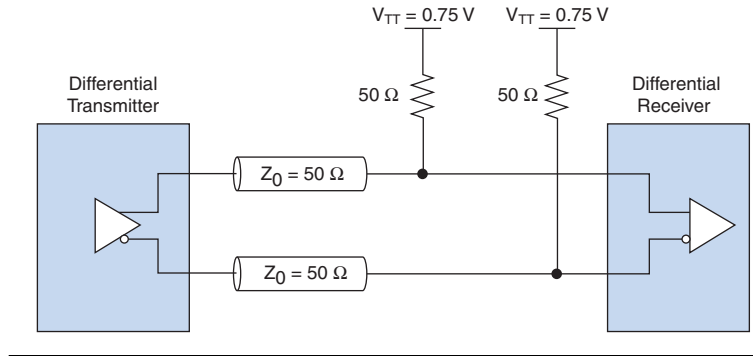 V_TT = 0.75 V V_TT = 0.75 V
Differential
Transmitter
50 Ω 50 Ω
Differential
Receiver
Z_0 = 50 Ω
Z_0 = 50 Ω